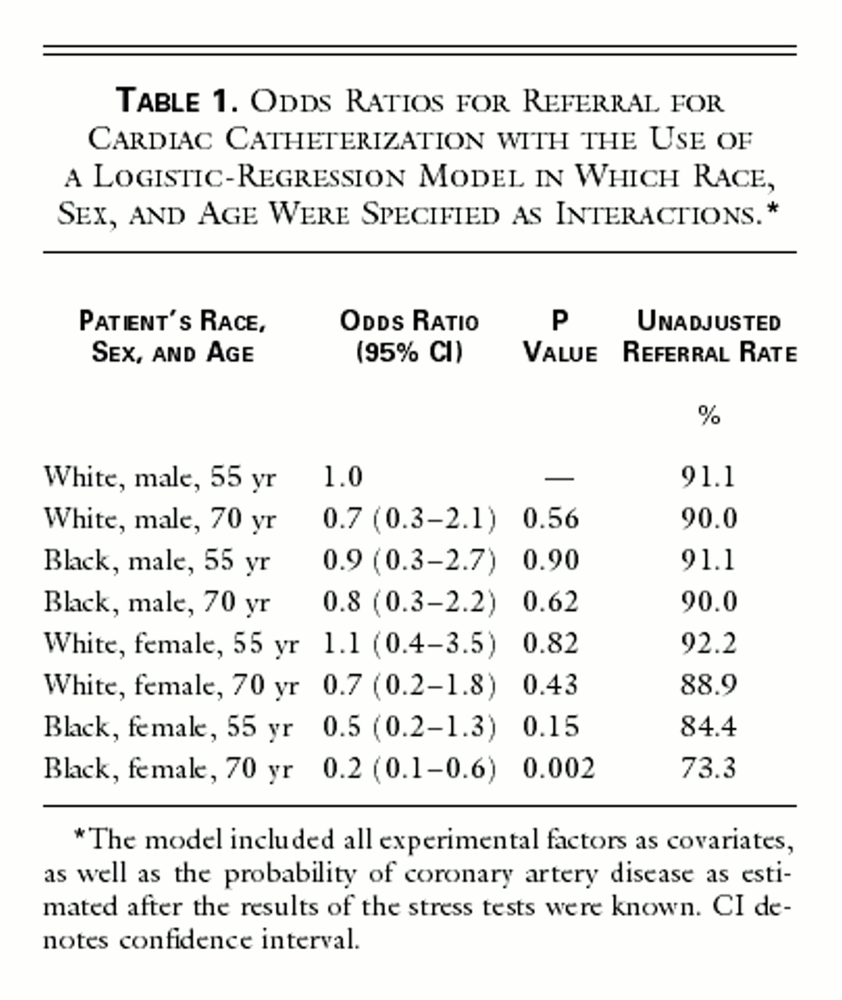 TABLE 1. ODDS RATIOS FOR REFERRAL FOR
CARDIAC CATHETERIZATION WITH THE USE OF
A LOGISTIC-REGRESSION MODEL IN WHICH RACE,
SEX, AND AGE WERE SPECIFIED AS INTERACTIONS.*
PATIENT'S RACE, SEX, AND AGE ODDS RATIO (95% CI) P VALUE UNADJUSTED REFERRAL RATE
%
White, male, 55 yr 1.0 — 91.1
White, male, 70 yr 0.7 (0.3–2.1) 0.56 90.0
Black, male, 55 yr 0.9 (0.3–2.7) 0.90 91.1
Black, male, 70 yr 0.8 (0.3–2.2) 0.62 90.0
White, female, 55 yr 1.1 (0.4–3.5) 0.82 92.2
White, female, 70 yr 0.7 (0.2–1.8) 0.43 88.9
Black, female, 55 yr 0.5 (0.2–1.3) 0.15 84.4
Black, female, 70 yr 0.2 (0.1–0.6) 0.002 73.3
*The model included all experimental factors as covariates,
as well as the probability of coronary artery disease as esti-
mated after the results of the stress tests were known. CI de-
notes confidence interval.